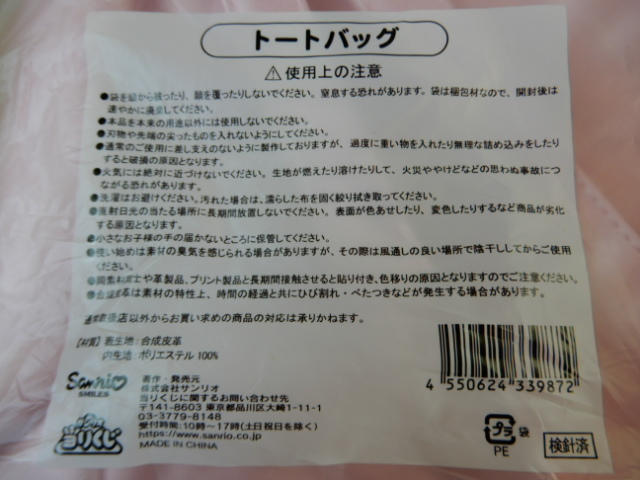 トートバッグ
⚠使用上の注意
●袋を頭から被ったり、顔を覆ったりしないでください。窒息する恐れがあります。袋は梱包材なので、開封後は
速やかに廃棄してください。
●本品を本来の用途以外には使用しないでください。
●刃物や先端の尖ったものを入れないようにしてください。
●通常のご使用に差し支えのないように製作しておりますが、過度に重い物を入れたり無理な詰め込みをしたり
すると破損の原因となります。
●火気には絶対に近づけないでください。生地が燃えたり溶けたりして、火災ややけどなどの思わぬ事故につ
ながる恐れがあります。
●洗濯はお避けください。汚れた場合は、濡らした布を固く絞り拭き取ってください。
●直射日光の当たる場所に長期間放置しないでください。表面が色あせしたり、変色したりするなど商品が劣化
する原因となります。
●小さなお子様の手の届かないところに保管してください。
●使い始めは素材の臭気を感じられる場合がありますが、その際は風通しの良い場所で陰干ししてからご使用
ください。
●同素材同士や革製品、プリント製品と長期間接触させると貼り付き、色移りの原因となりますのでご注意ください。
●合成皮革は素材の特性上、時間の経過と共にひび割れ・べたつきなどが発生する場合があります。
通常取扱店以外からお買い求めの商品の対応は承りかねます。
【材質】表生地：合成皮革
内生地：ポリエステル 100%
Sanrio
SMILES
著作・発売元
株式会社サンリオ
当りくじに関するお問い合わせ先
〒141-8603 東京都品川区大崎1-11-1
03-3779-8148
受付時間:10時～17時(土日祝日を除く)
https://www.sanrio.co.jp
MADE IN CHINA
当りくじ
4 550624 339872
プラ 袋
PE
検針済